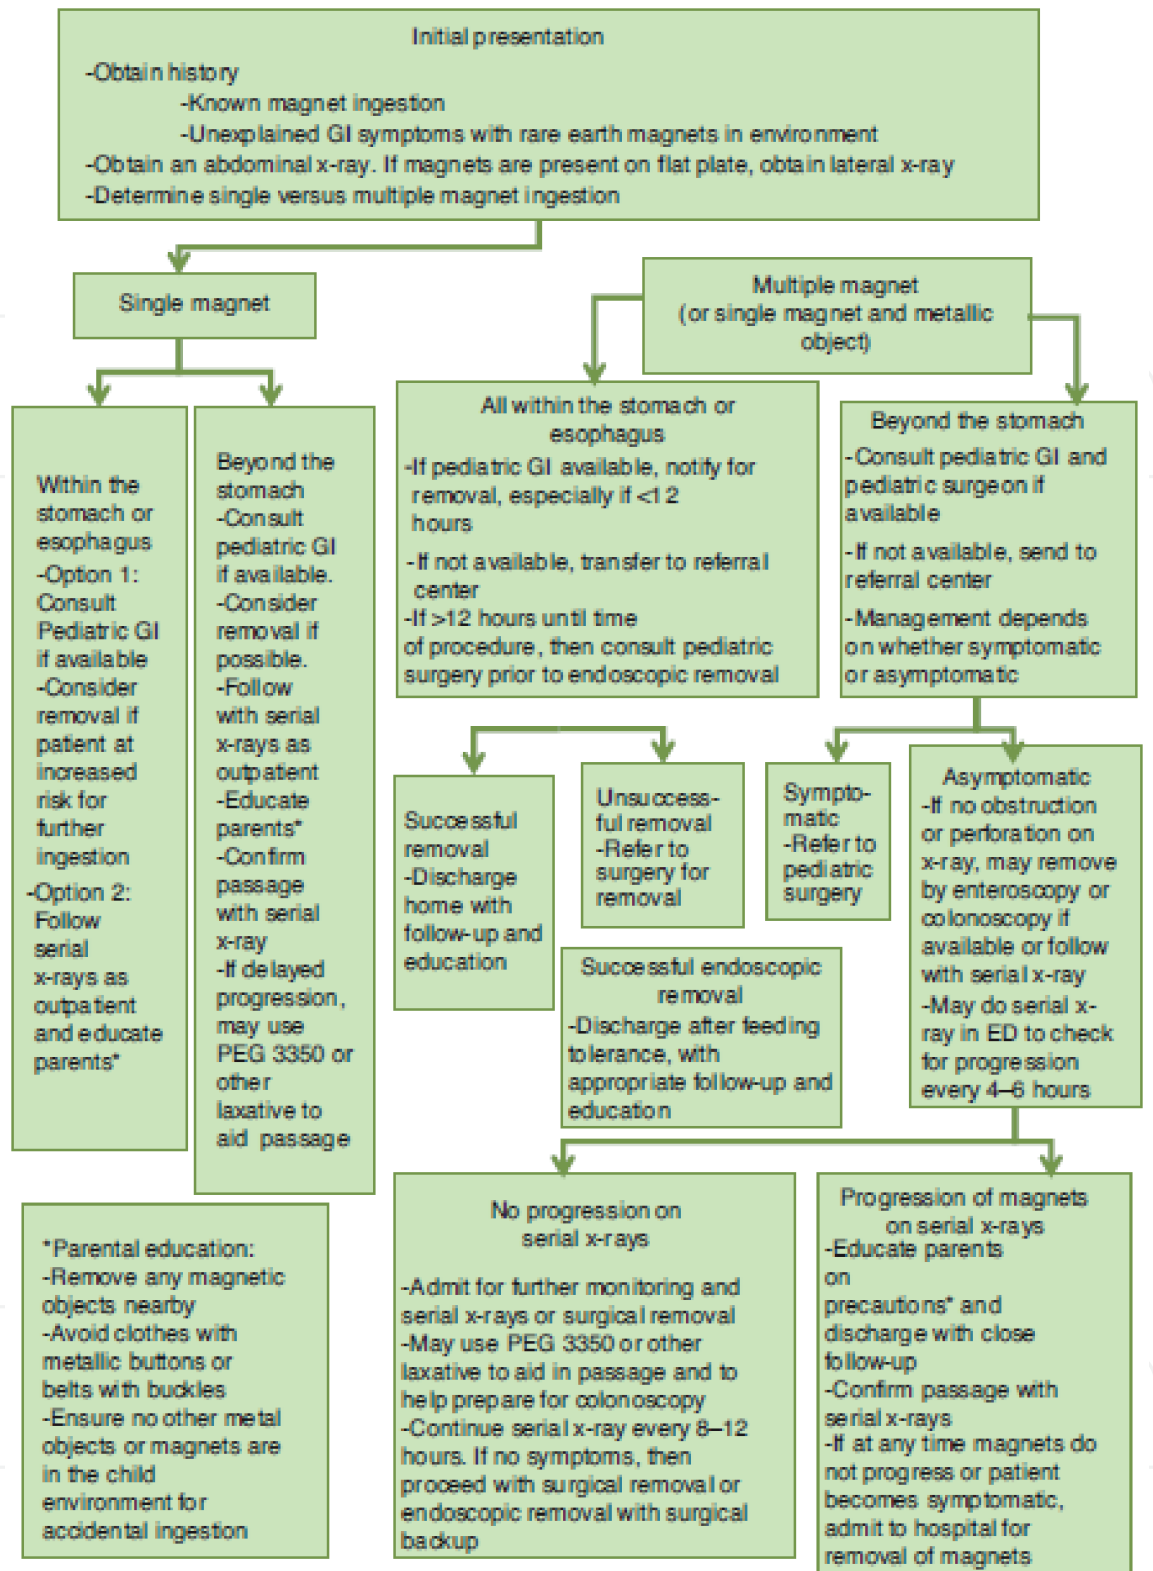 Initial presentation
-Obtain history
-Known magnet ingestion
-Unexplained GI symptoms with rare earth magnets in environment
-Obtain an abdominal x-ray. If magnets are present on flat plate, obtain lateral x-ray
-Determine single versus multiple magnet ingestion
Single magnet
Within the
stomach or
esophagus
-Option 1:
Consult
Pediatric GI
if available
-Consider
removal if
patient at
increased
risk for
further
ingestion
-Option 2:
Follow
serial
x-rays as
outpatient
and educate
parents*
Beyond the
stomach
-Consult
pediatric GI
if available.
-Consider
removal if
possible.
-Follow
with serial
x-rays as
outpatient
-Educate
parents*
-Confirm
passage
with serial
x-ray
-If delayed
progression,
may use
PEG 3350 or
other
laxative to
aid passage
Multiple magnet
(or single magnet and metallic
object)
All within the stomach or
esophagus
-If pediatric GI available, notify for
removal, especially if <12
hours
-If not available, transfer to referral
center
-If >12 hours until time
of procedure, then consult pediatric
surgery prior to endoscopic removal
Beyond the stomach
-Consult pediatric GI and
pediatric surgeon if
available
-If not available, send to
referral center
-Management depends
on whether symptomatic
or asymptomatic
Successful
removal
-Discharge
home with
follow-up and
education
Unsuccess-
ful removal
-Refer to
surgery for
removal
Sympto-
matic
-Refer to
pediatric
surgery
Asymptomatic
-If no obstruction
or perforation on
x-ray, may remove
by enteroscopy or
colonoscopy if
available or follow
with serial x-ray
-May do serial x-
ray in ED to check
for progression
every 4–6 hours
Successful endoscopic
removal
-Discharge after feeding
tolerance, with
appropriate follow-up and
education
No progression on
serial x-rays
-Admit for further monitoring and
serial x-rays or surgical removal
-May use PEG 3350 or other
laxative to aid in passage and to
help prepare for colonoscopy
-Continue serial x-ray every 8–12
hours. If no symptoms, then
proceed with surgical removal or
endoscopic removal with surgical
backup
Progression of magnets
on serial x-rays
-Educate parents
on
precautions* and
discharge with close
follow-up
-Confirm passage with
serial x-rays
-If at any time magnets do
not progress or patient
becomes symptomatic,
admit to hospital for
removal of magnets
*Parental education:
-Remove any magnetic
objects nearby
-Avoid clothes with
metallic buttons or
belts with buckles
-Ensure no other metal
objects or magnets are
in the child
environment for
accidental ingestion